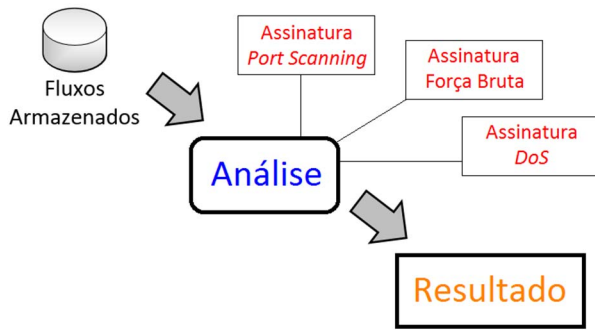 Fluxos
Armazenados
Assinatura
Port Scanning
Assinatura
Força Bruta
Assinatura
DoS
Análise
Resultado